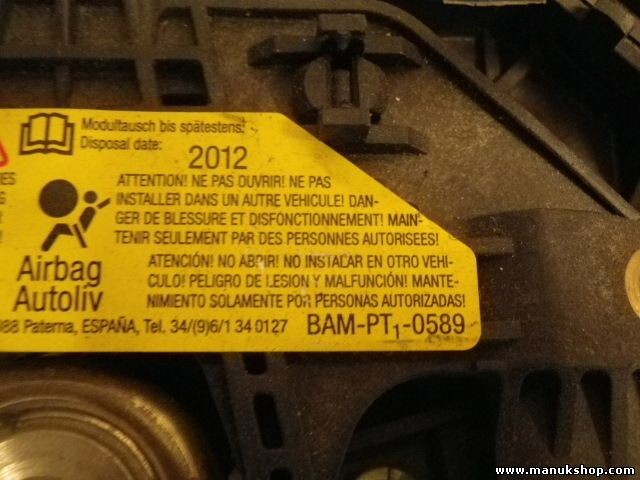 Modultausch bis spätestens:
Disposal date:
2012
ATTENTION! NE PAS OUVRIR! NE PAS
INSTALLER DANS UN AUTRE VEHICULE! DAN-
GER DE BLESSURE ET DISFONCTIONNEMENT! MAIN-
TENIR SEULEMENT PAR DES PERSONNES AUTORISEES!
ATENCIÓN! NO ABRIR! NO INSTALAR EN OTRO VEHI-
CULO! PELIGRO DE LESION Y MALFUNCIÓN! MANTE-
NIMIENTO SOLAMENTE POR PERSONAS AUTORIZADAS!
Airbag
Autoliv
988 Paterna, ESPAÑA, Tel. 34/(9)6/1 34 0127
BAM-PT1-0589
www.manukshop.com